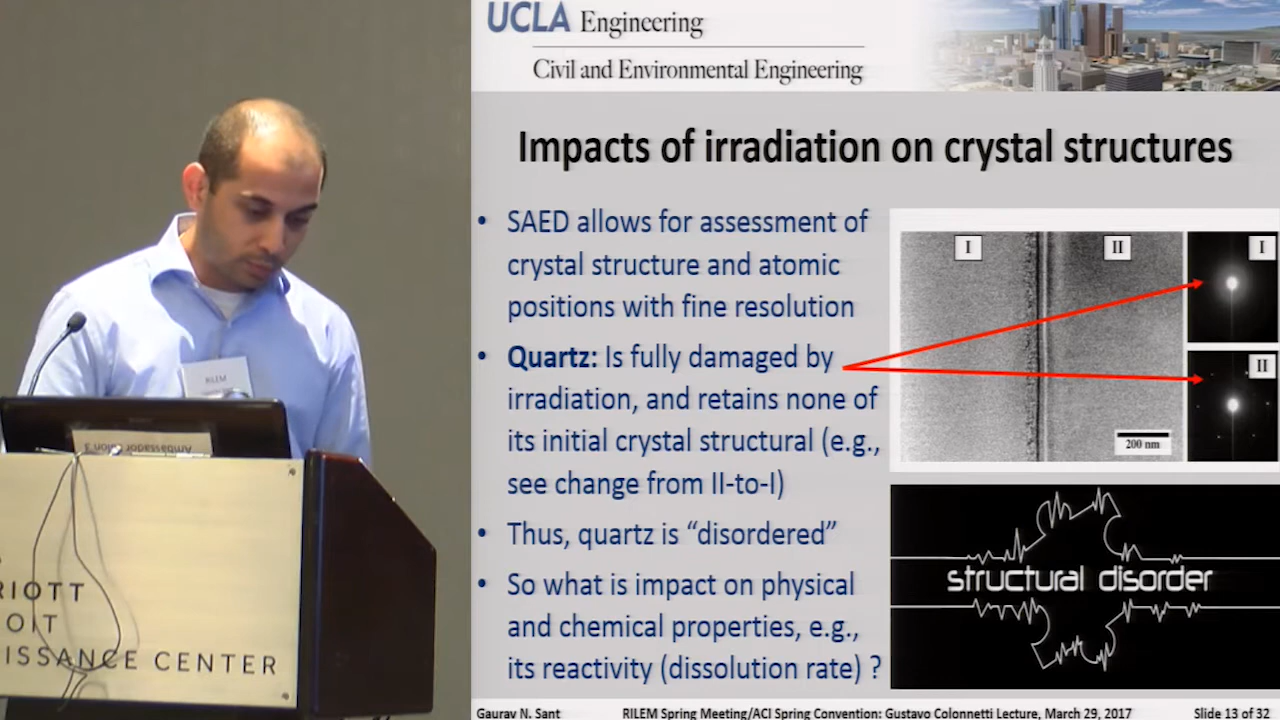 UCLA Engineering
Civil and Environmental Engineering
Impacts of irradiation on crystal structures
• SAED allows for assessment of
crystal structure and atomic
positions with fine resolution
• Quartz: Is fully damaged by
irradiation, and retains none of
its initial crystal structural (e.g.,
see change from II-to-I)
• Thus, quartz is “disordered”
• So what is impact on physical
and chemical properties, e.g.,
its reactivity (dissolution rate) ?
I
II
I
II
200 nm
structural disorder
Gaurav N. Sant
RILEM Spring Meeting/ACI Spring Convention: Gustavo Colonnetti Lecture, March 29, 2017
Slide 13 of 32
RILEM
Ambassador 3
RIOTT
OIT
ISSANCE CENTER